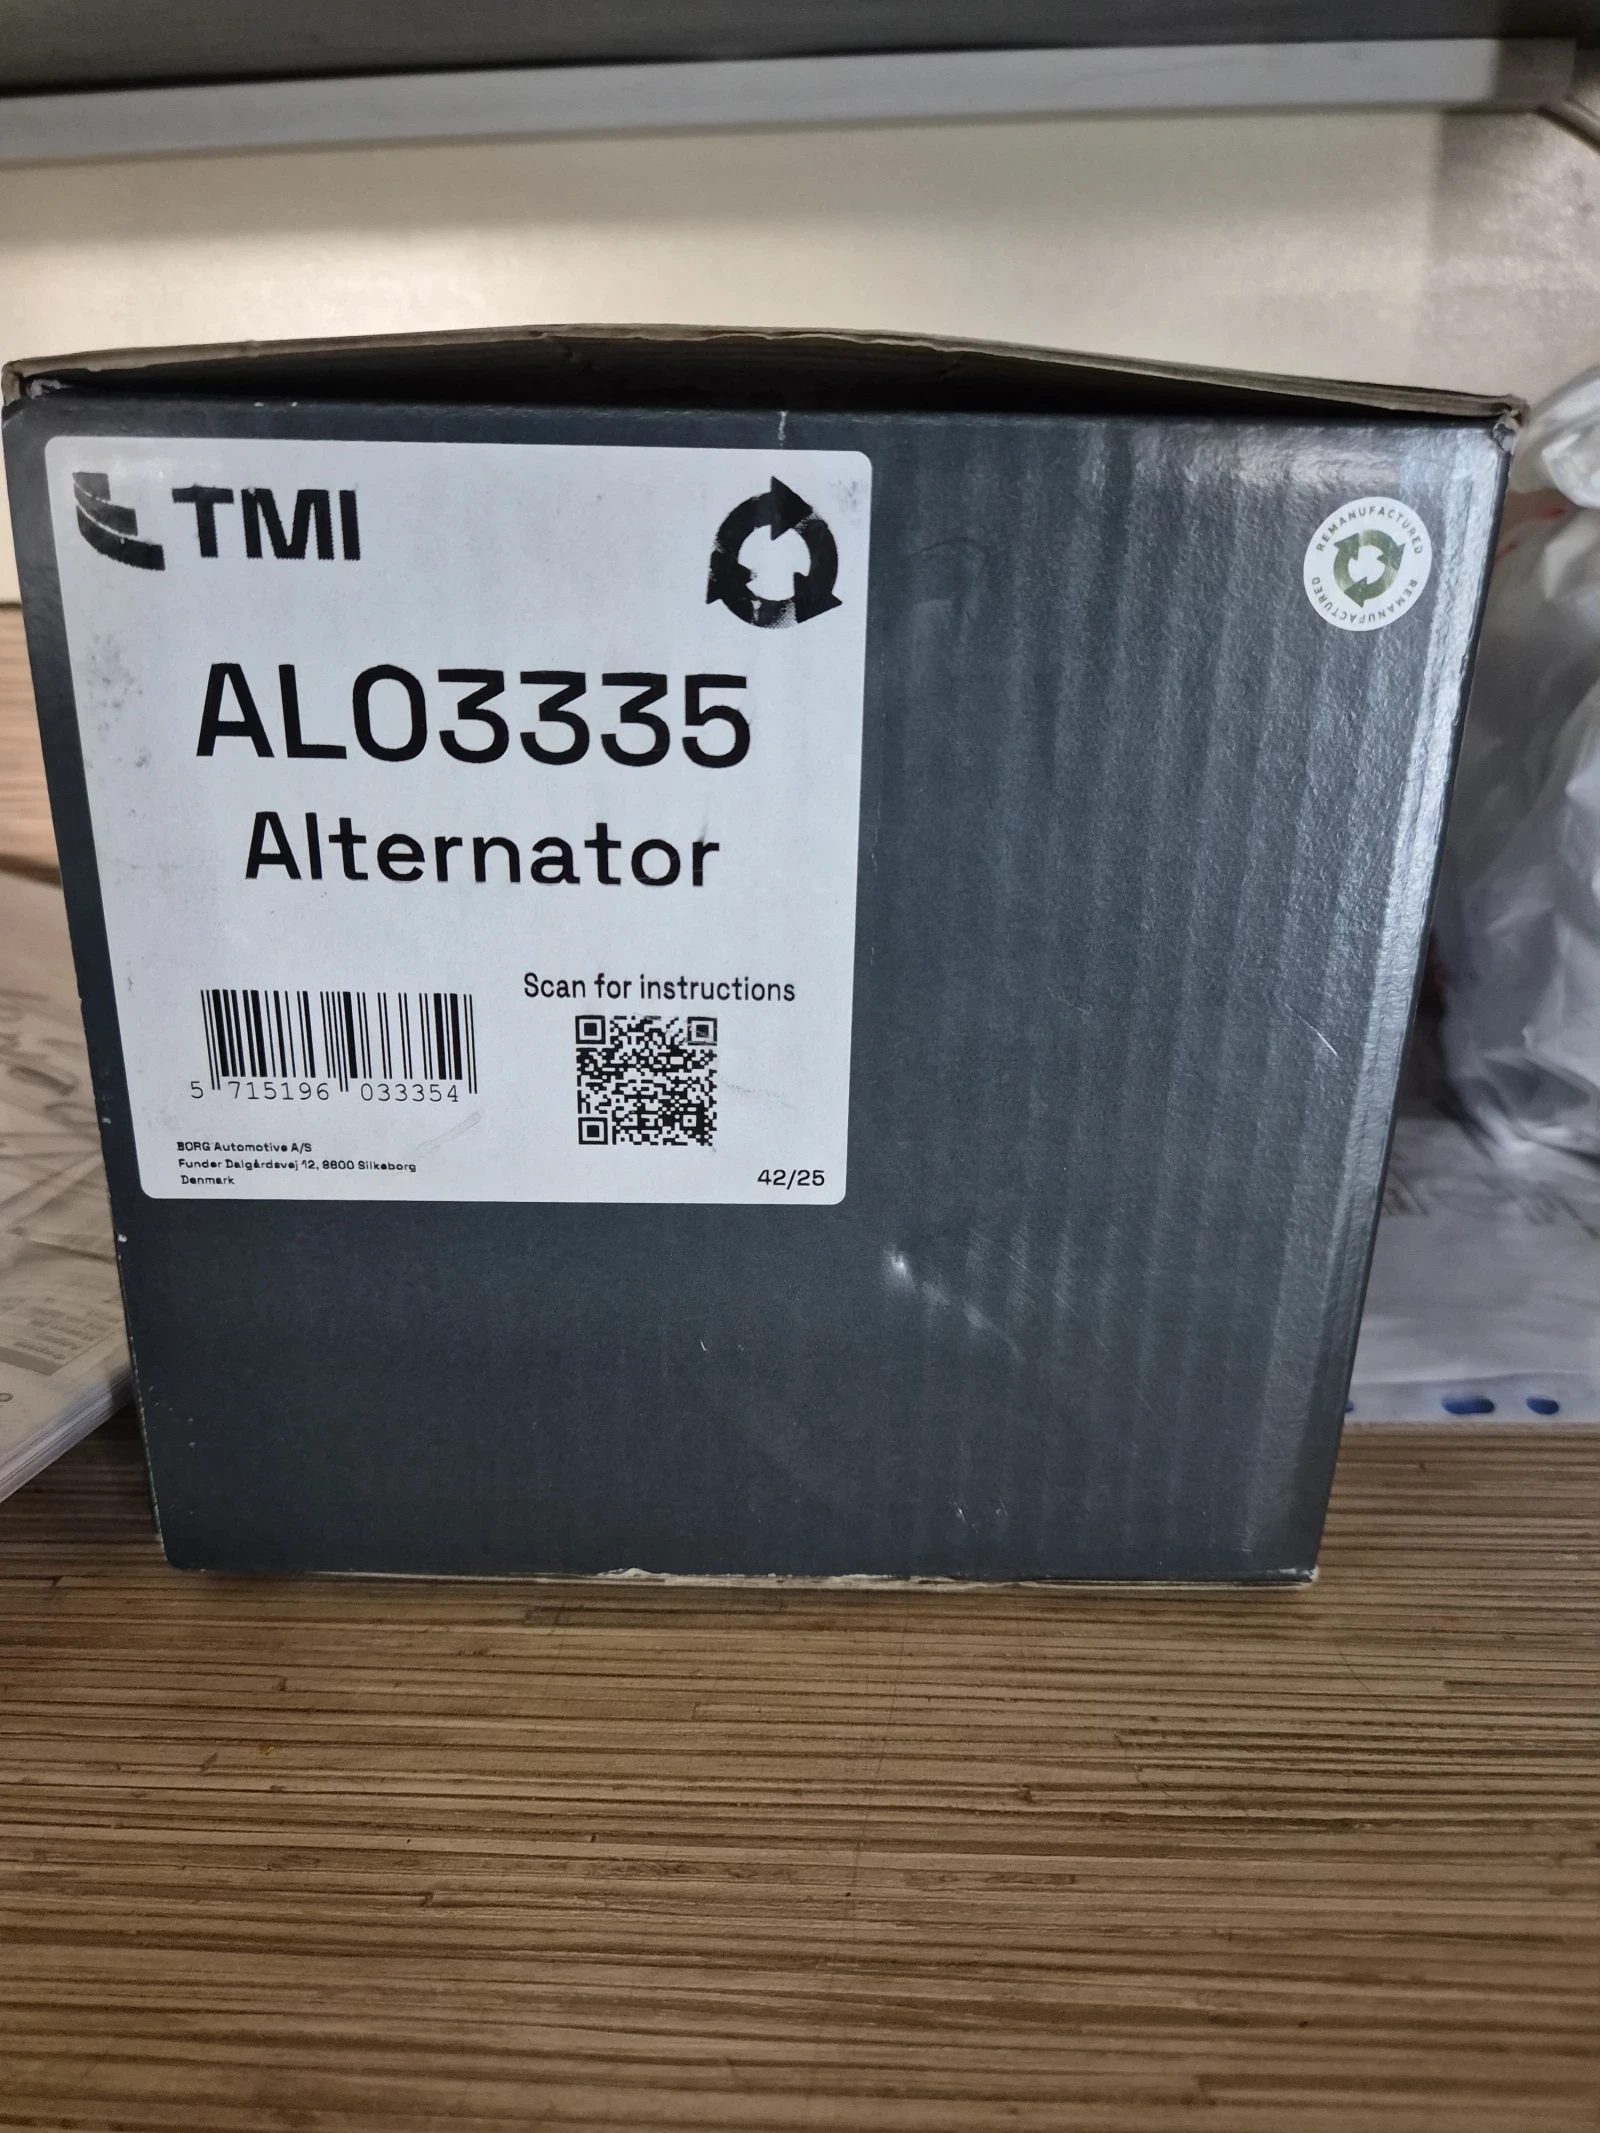 TMI
REMANUFACTURED REMANUFACTURED
AL03335
Alternator
Scan for instructions
5 715196 033354
BORG Automotive A/S
Funder Dalgårdsvej 12, 8600 Silkeborg
Denmark
42/25